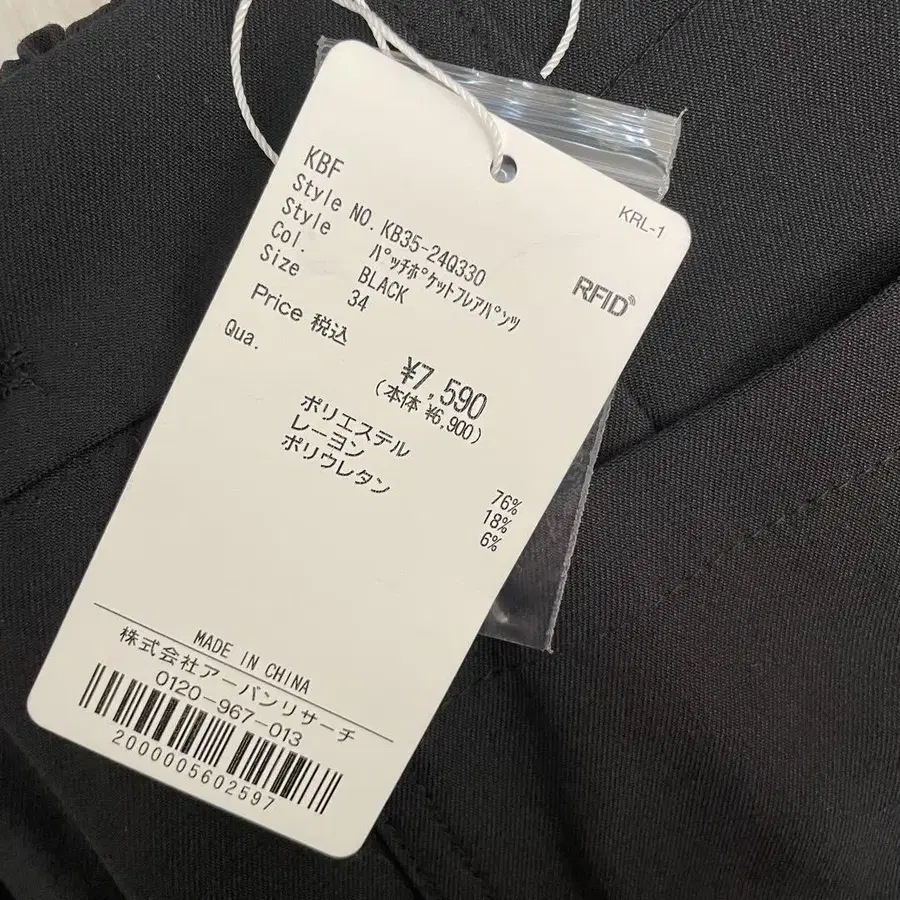 KBF
KRL-1
Style NO. KB35-24Q330
Style ﾊﾟｯﾁﾎﾟｹｯﾄﾌﾚｱﾊﾟﾝﾂ
RFID
Col. BLACK
Size 34
Price 税込 ¥7,590
(本体 ¥6,900)
Qua.
ポリエステル 76%
レーヨン 18%
ポリウレタン 6%
MADE IN CHINA
株式会社アーバンリサーチ
0120-967-013
2000005602597